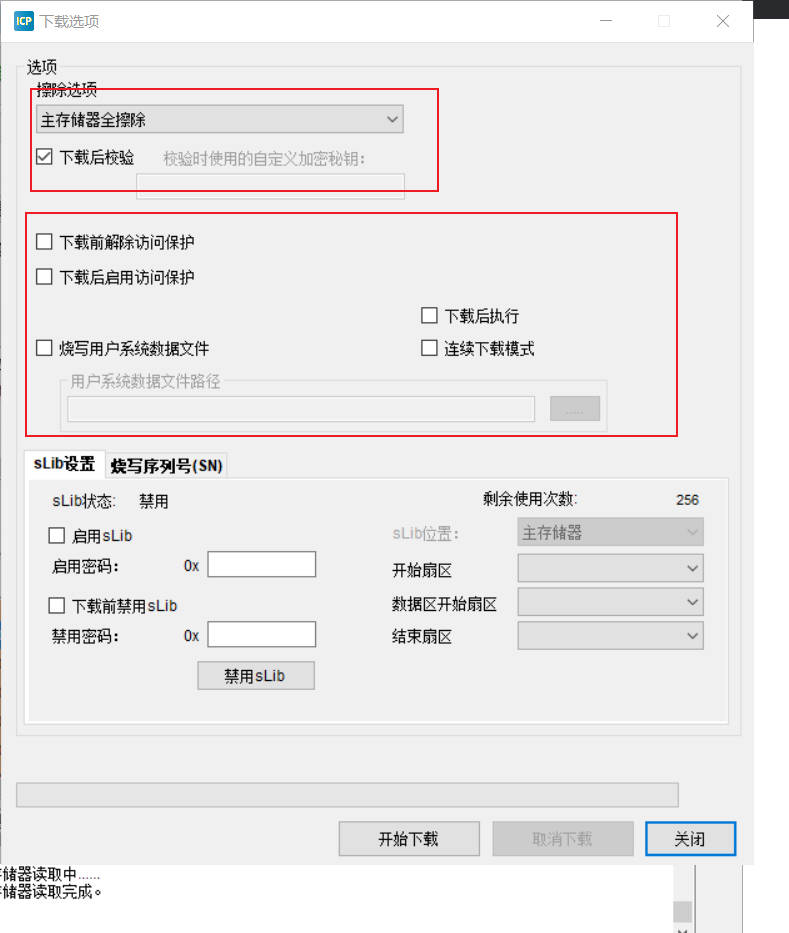 ICP 下载选项
选项
擦除选项
主存储器全擦除
下载后校验 校验时使用的自定义加密秘钥:
下载前解除访问保护
下载后启用访问保护
下载后执行
烧写用户系统数据文件 连续下载模式
用户系统数据文件路径
.....
sLib设置 烧写序列号(SN)
sLib状态: 禁用 剩余使用次数: 256
启用sLib sLib位置: 主存储器
启用密码: 0x 开始扇区
下载前禁用sLib 数据区开始扇区
禁用密码: 0x 结束扇区
禁用sLib
开始下载 取消下载 关闭
储器读取中......
储器读取完成。